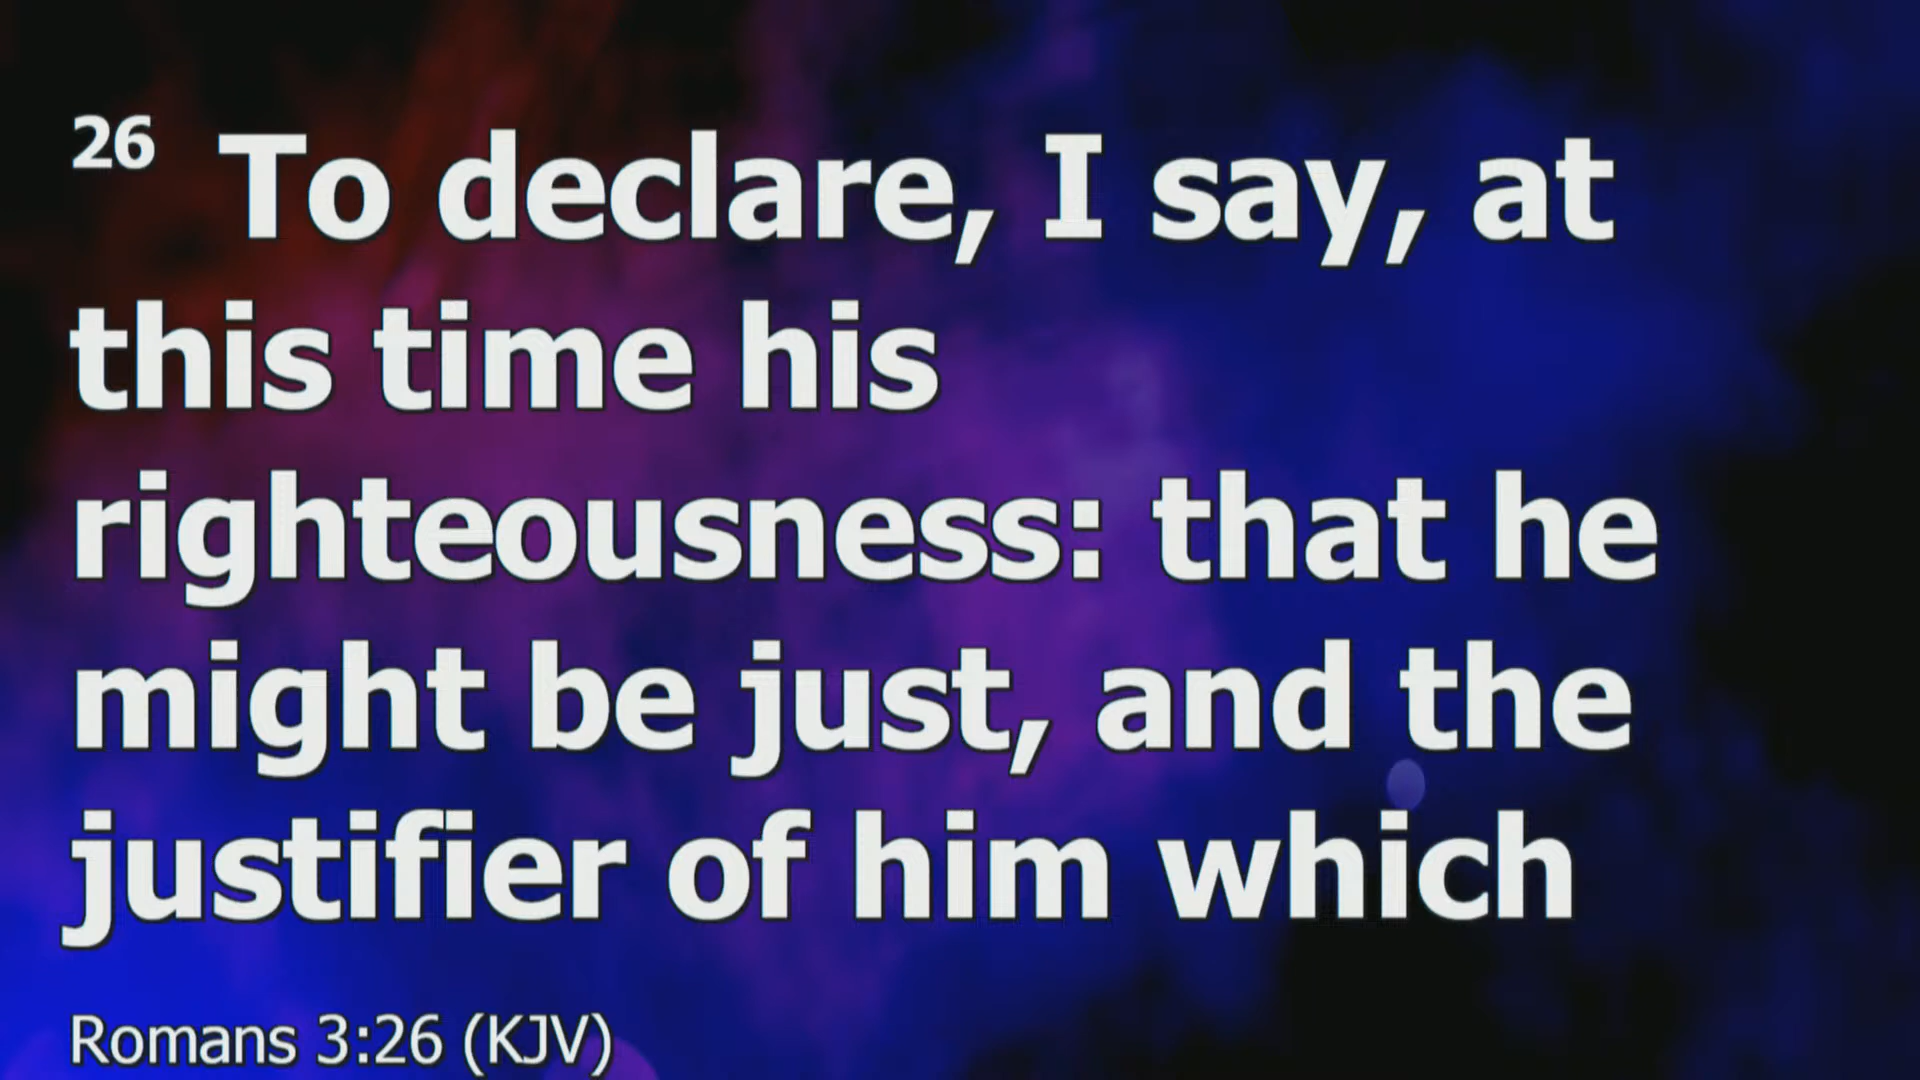 26 To declare, I say, at
this time his
righteousness: that he
might be just, and the
justifier of him which
Romans 3:26 (KJV)